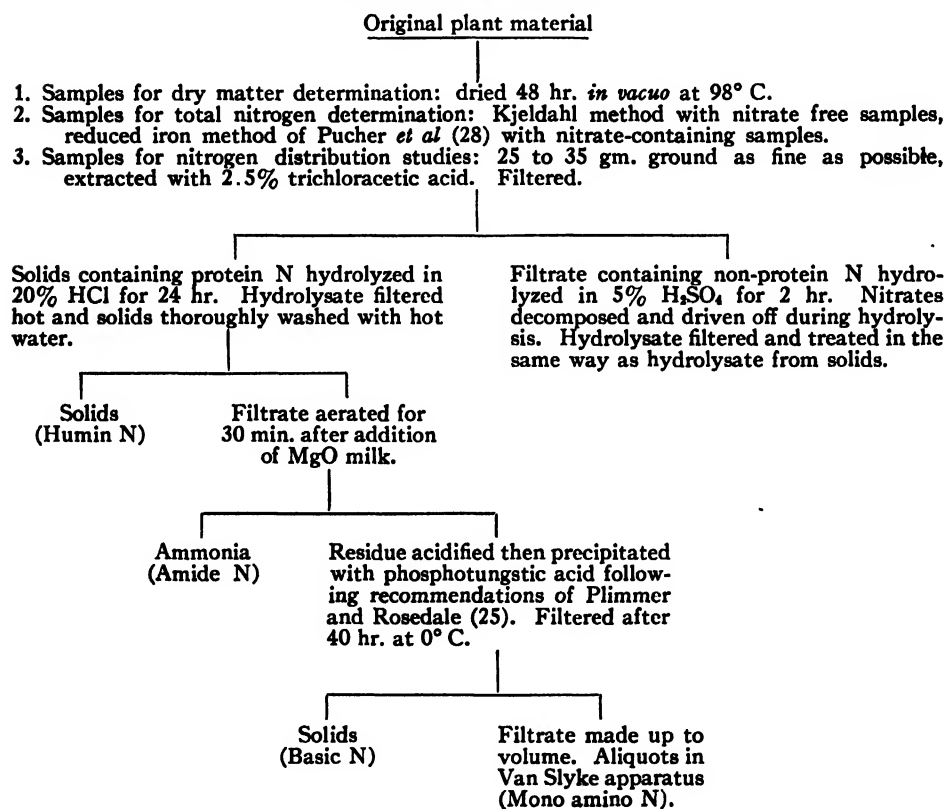 Original plant material
1. Samples for dry matter determination: dried 48 hr. in vacuo at 98° C.
2. Samples for total nitrogen determination: Kjeldahl method with nitrate free samples,
reduced iron method of Pucher et al (28) with nitrate-containing samples.
3. Samples for nitrogen distribution studies: 25 to 35 gm. ground as fine as possible,
extracted with 2.5% trichloracetic acid. Filtered.
Solids containing protein N hydrolyzed in
20% HCl for 24 hr. Hydrolysate filtered
hot and solids thoroughly washed with hot
water.
Filtrate containing non-protein N hydro-
lyzed in 5% H₂SO₄ for 2 hr. Nitrates
decomposed and driven off during hydroly-
sis. Hydrolysate filtered and treated in the
same way as hydrolysate from solids.
Solids
(Humin N)
Filtrate aerated for
30 min. after addition
of MgO milk.
Ammonia
(Amide N)
Residue acidified then precipitated
with phosphotungstic acid follow-
ing recommendations of Plimmer
and Rosedale (25). Filtered after
40 hr. at 0° C.
Solids
(Basic N)
Filtrate made up to
volume. Aliquots in
Van Slyke apparatus
(Mono amino N).